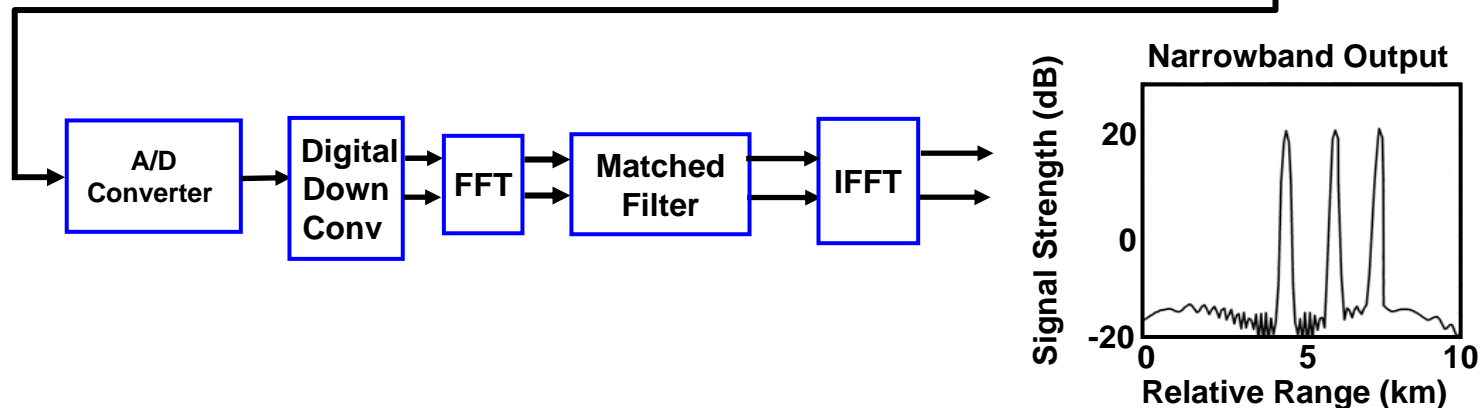 A/D
Converter
Digital
Down
Conv
FFT
Matched
Filter
IFFT
Narrowband Output
Signal Strength (dB)
20
0
-20
0
5
10
Relative Range (km)